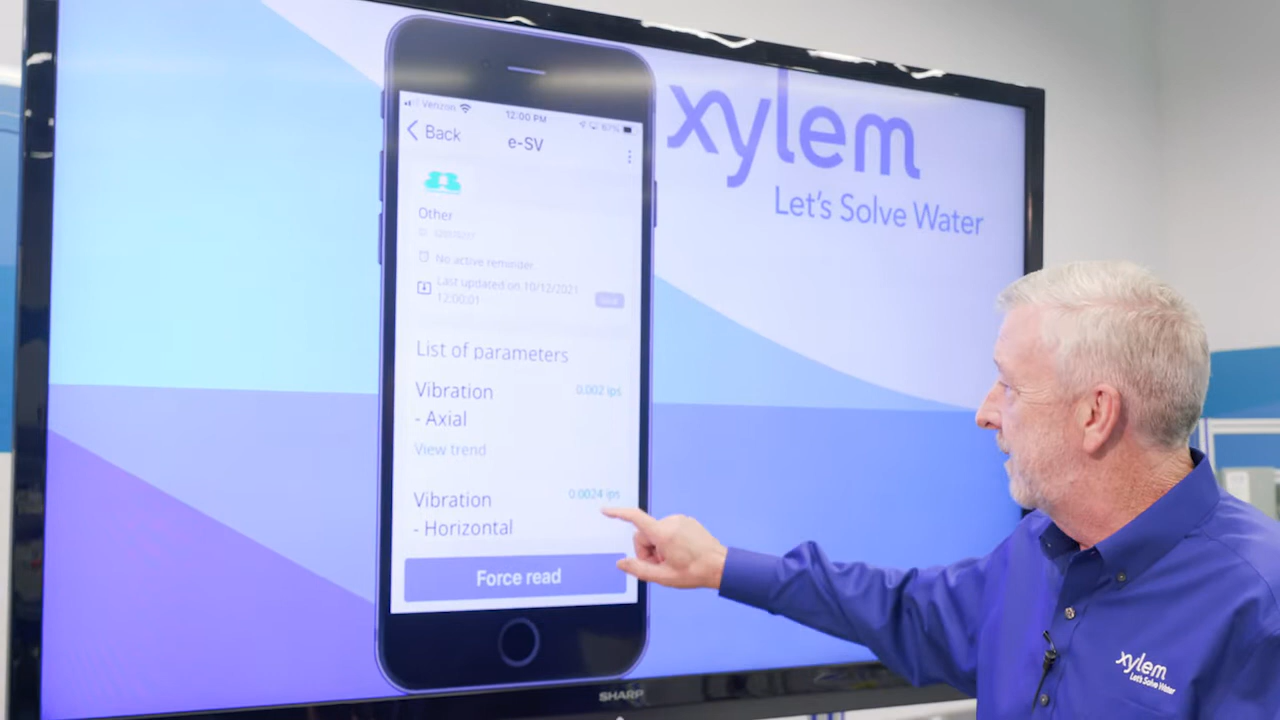 Verizon
12:00 PM
Back
e-SV
Other
No active reminder
Last updated on 10/12/2021
12:00:01
List of parameters
Vibration
- Axial
0.002 ips
View trend
Vibration
- Horizontal
0.0024 ips
Force read
xylem
Let's Solve Water
SHARP
xylem
Let's Solve Water